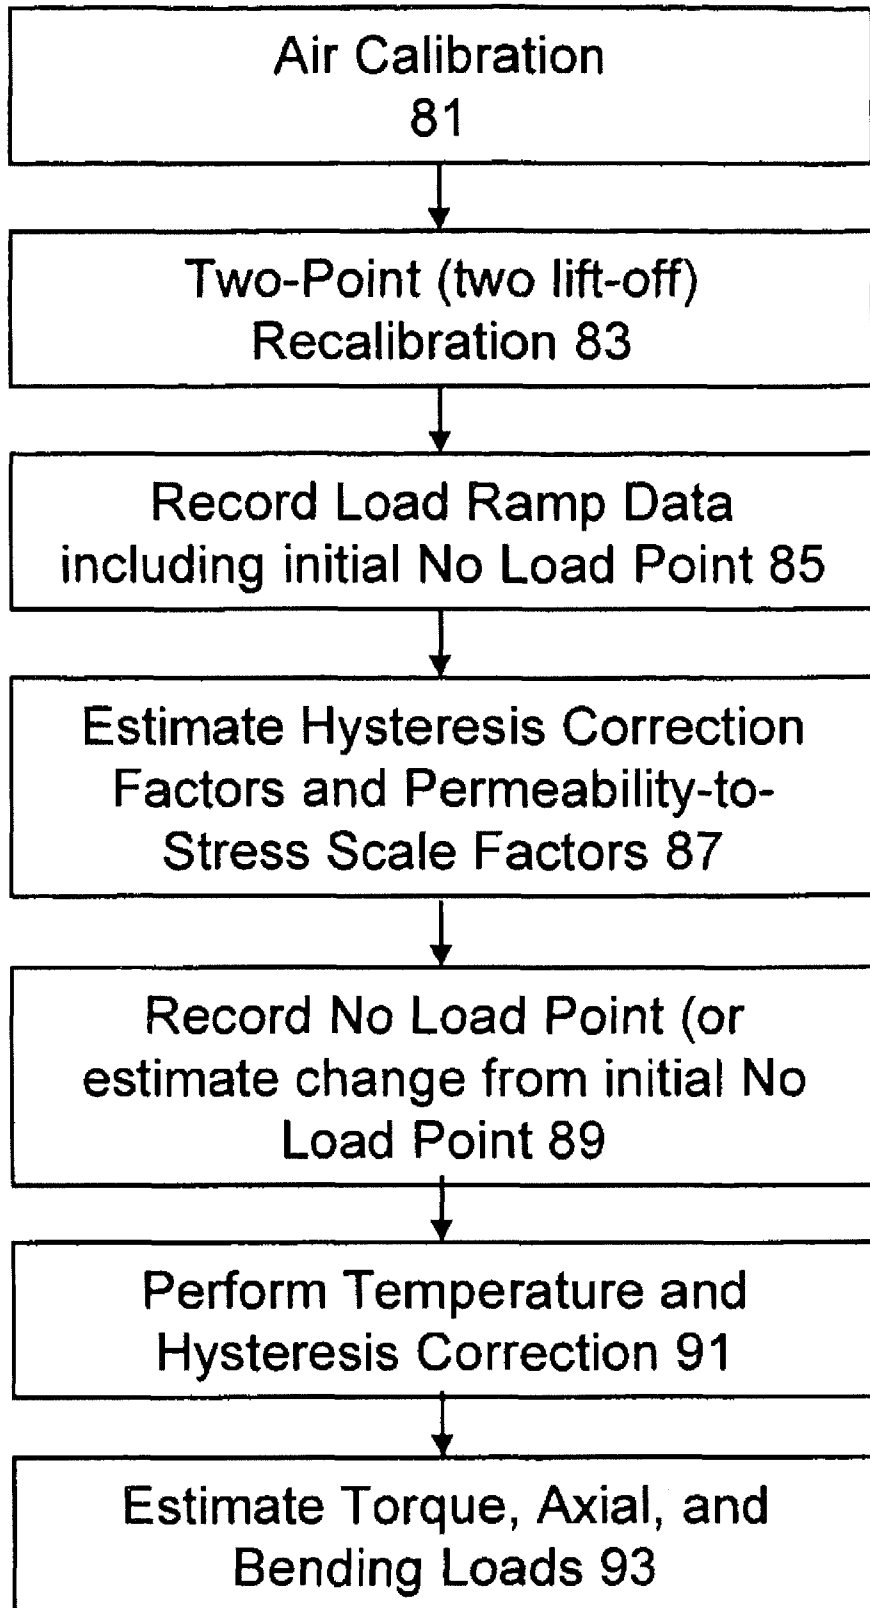 Air Calibration
81
Two-Point (two lift-off)
Recalibration 83
Record Load Ramp Data
including initial No Load Point 85
Estimate Hysteresis Correction
Factors and Permeability-to-
Stress Scale Factors 87
Record No Load Point (or
estimate change from initial No
Load Point 89
Perform Temperature and
Hysteresis Correction 91
Estimate Torque, Axial, and
Bending Loads 93